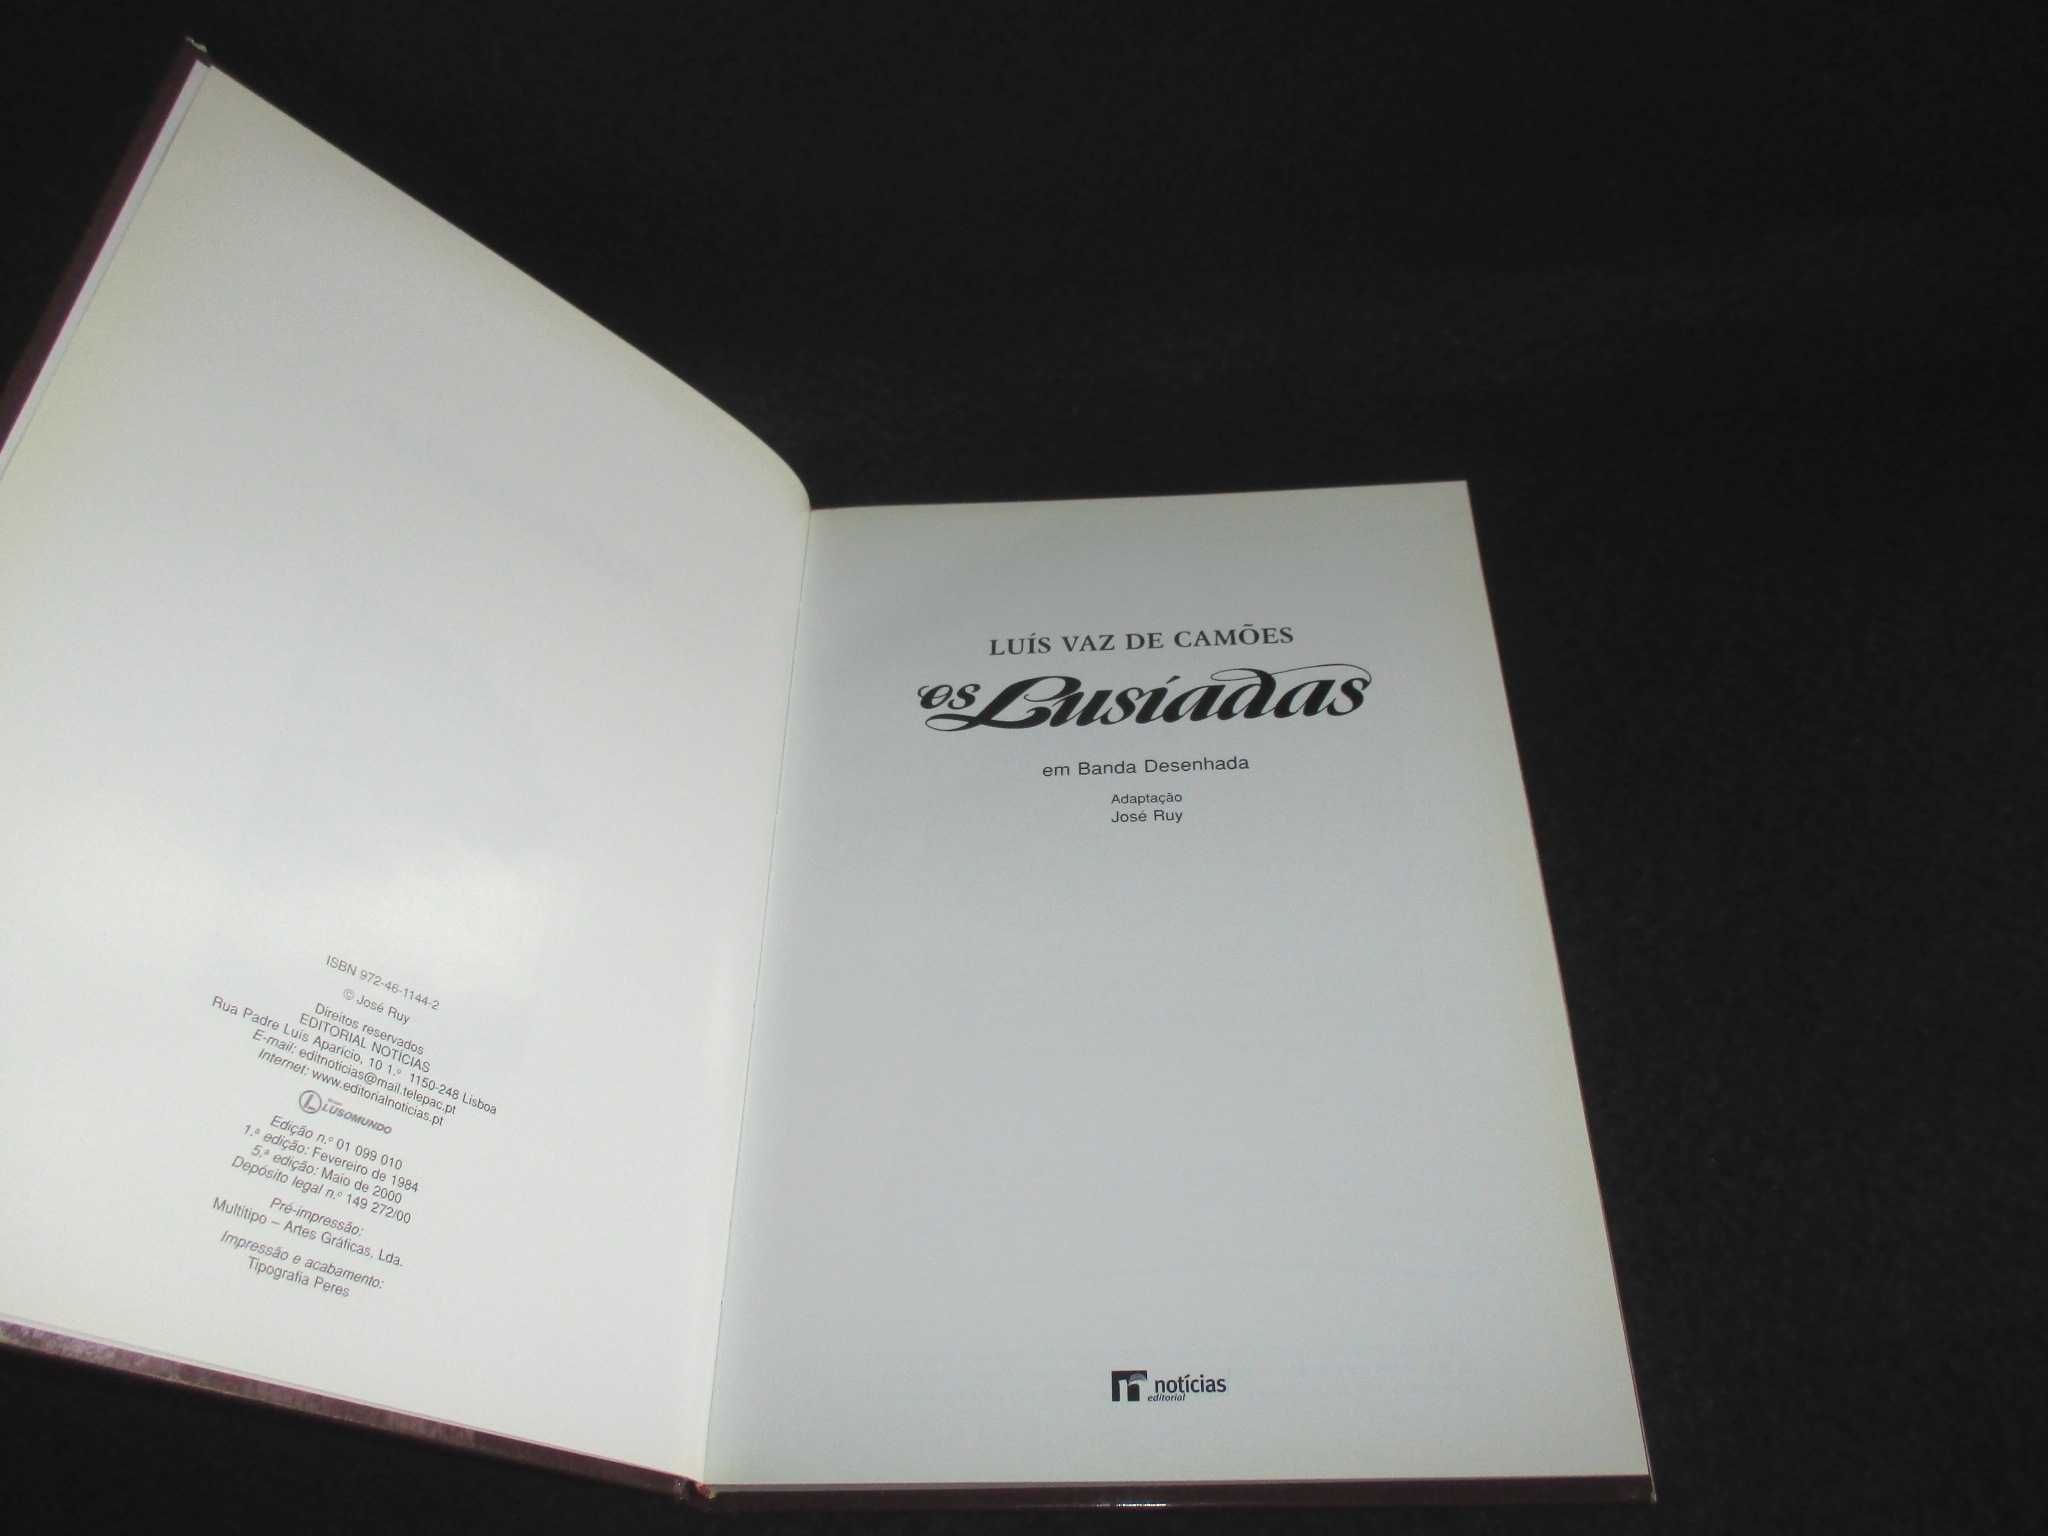 ISBN 972-46-1144-2
© José Ruy
Direitos reservados
EDITORIAL NOTÍCIAS
Rua Padre Luís Aparício, 10 1.º 1150-248 Lisboa
E-mail: editnoticias@mail.telepac.pt
Internet: www.editorialnoticias.pt
LUSOMUNDO
Edição n.º 01 099 010
1.ª edição: Fevereiro de 1984
5.ª edição: Maio de 2000
Depósito legal n.º 149 272/00
Pré-impressão:
Multitipo – Artes Gráficas, Lda.
Impressão e acabamento:
Tipografia Peres
LUÍS VAZ DE CAMÕES
os Lusíadas
em Banda Desenhada
Adaptação
José Ruy
notícias
editorial